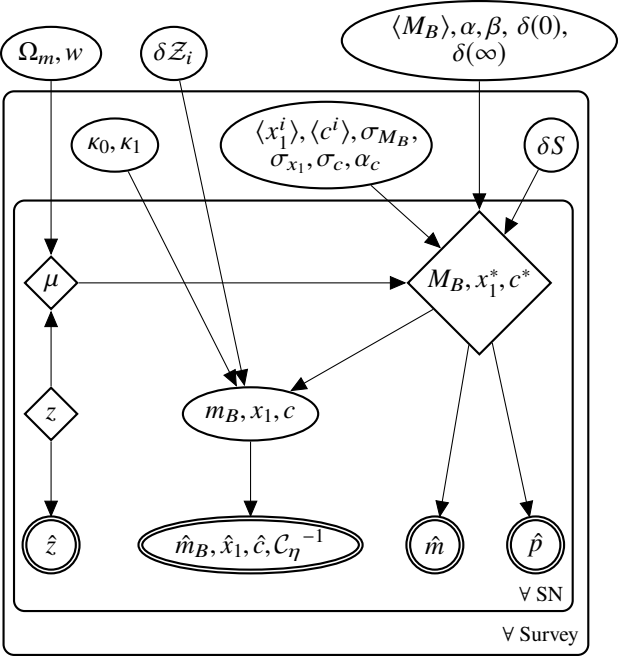 Ω_m, w
δ𝒵_i
⟨M_B⟩, α, β, δ(0),
δ(∞)
κ_0, κ_1
⟨x_1^i⟩, ⟨c^i⟩, σ_{M_B},
σ_{x_1}, σ_c, α_c
δS
μ
M_B, x_1^*, c^*
z
m_B, x_1, c
ẑ
m̂_B, x̂_1, ĉ, C_η^{-1}
m̂
p̂
∀ SN
∀ Survey